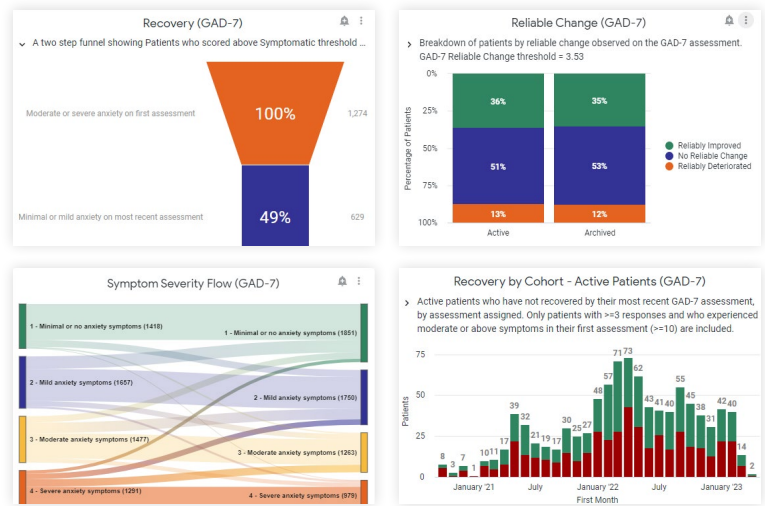 Recovery (GAD-7)
A two step funnel showing Patients who scored above Symptomatic threshold ...
Moderate or severe anxiety on first assessment
100%
1,274
Minimal or mild anxiety on most recent assessment
49%
629
Reliable Change (GAD-7)
Breakdown of patients by reliable change observed on the GAD-7 assessment.
GAD-7 Reliable Change threshold = 3.53
Percentage of Patients
0%
25%
50%
75%
100%
36%
35%
51%
53%
13%
12%
Active
Archived
Reliably Improved
No Reliable Change
Reliably Deteriorated
Symptom Severity Flow (GAD-7)
1 - Minimal or no anxiety symptoms (1418)
2 - Mild anxiety symptoms (1657)
3 - Moderate anxiety symptoms (1477)
4 - Severe anxiety symptoms (1291)
1 - Minimal or no anxiety symptoms (1851)
2 - Mild anxiety symptoms (1750)
3 - Moderate anxiety symptoms (1263)
4 - Severe anxiety symptoms (979)
Recovery by Cohort - Active Patients (GAD-7)
Active patients who have not recovered by their most recent GAD-7 assessment,
by assessment assigned. Only patients with >=3 responses and who experienced
moderate or above symptoms in their first assessment (>=10) are included.
Patients
75
50
25
0
8 3 7 1 10 11 17 39 32 21 19 17 30 25 27 48 57 71 73 62 43 41 40 55 45 38 31 42 40 14 2
January '21
July
January '22
July
January '23
First Month